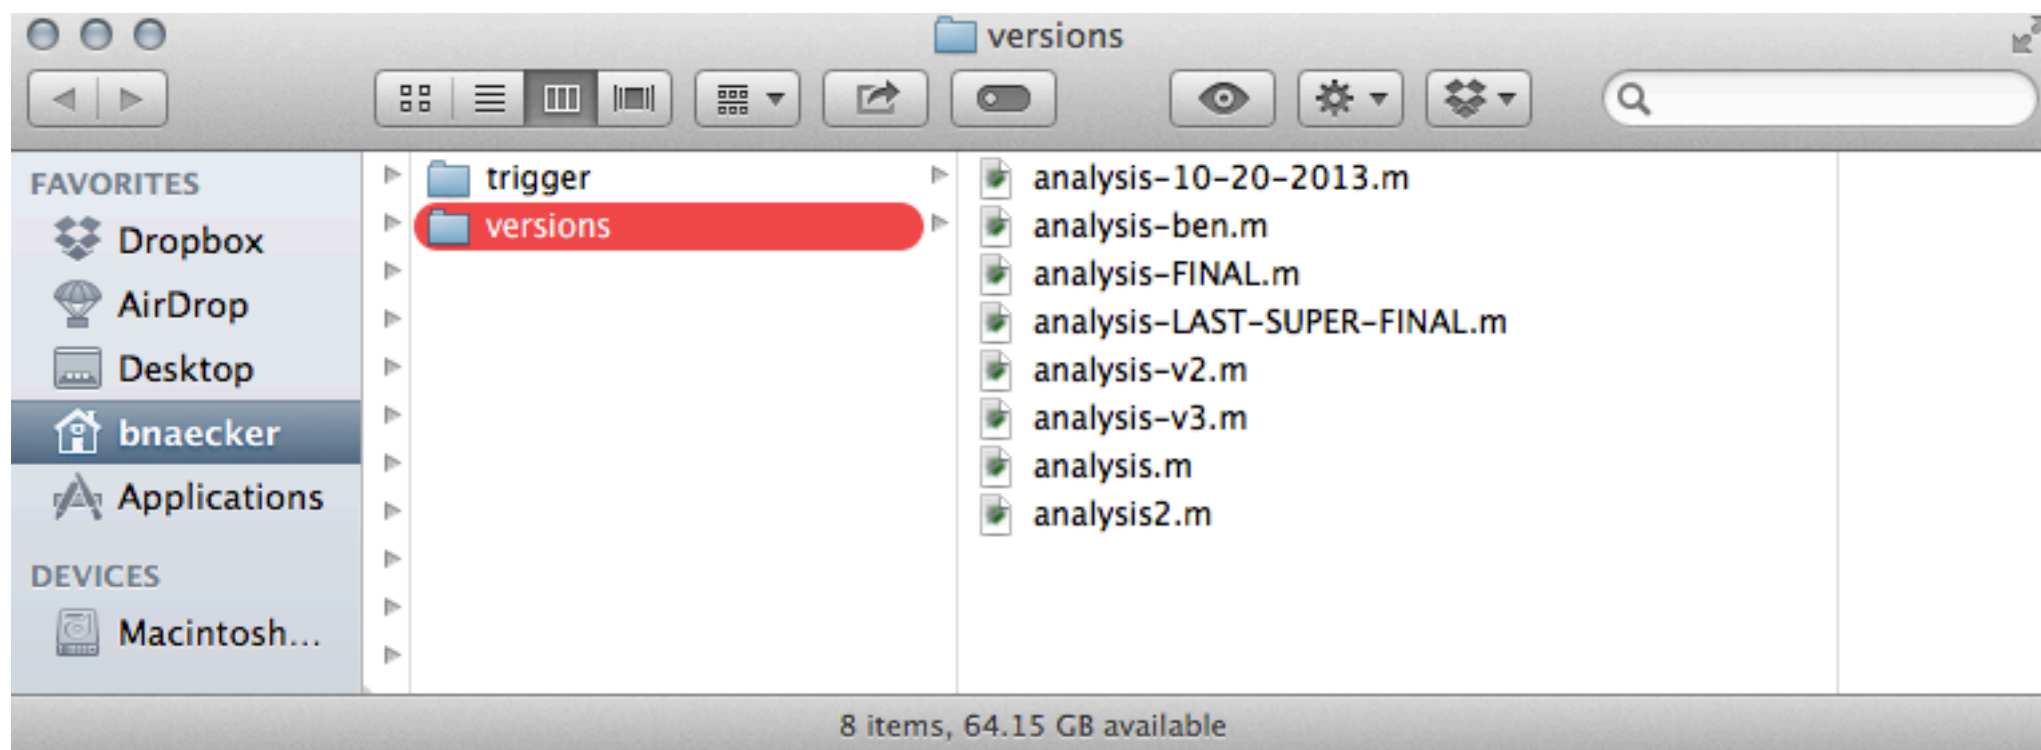 versions
FAVORITES
Dropbox
AirDrop
Desktop
bnaecker
Applications
DEVICES
Macintosh...
trigger
versions
analysis-10-20-2013.m
analysis-ben.m
analysis-FINAL.m
analysis-LAST-SUPER-FINAL.m
analysis-v2.m
analysis-v3.m
analysis.m
analysis2.m
8 items, 64.15 GB available